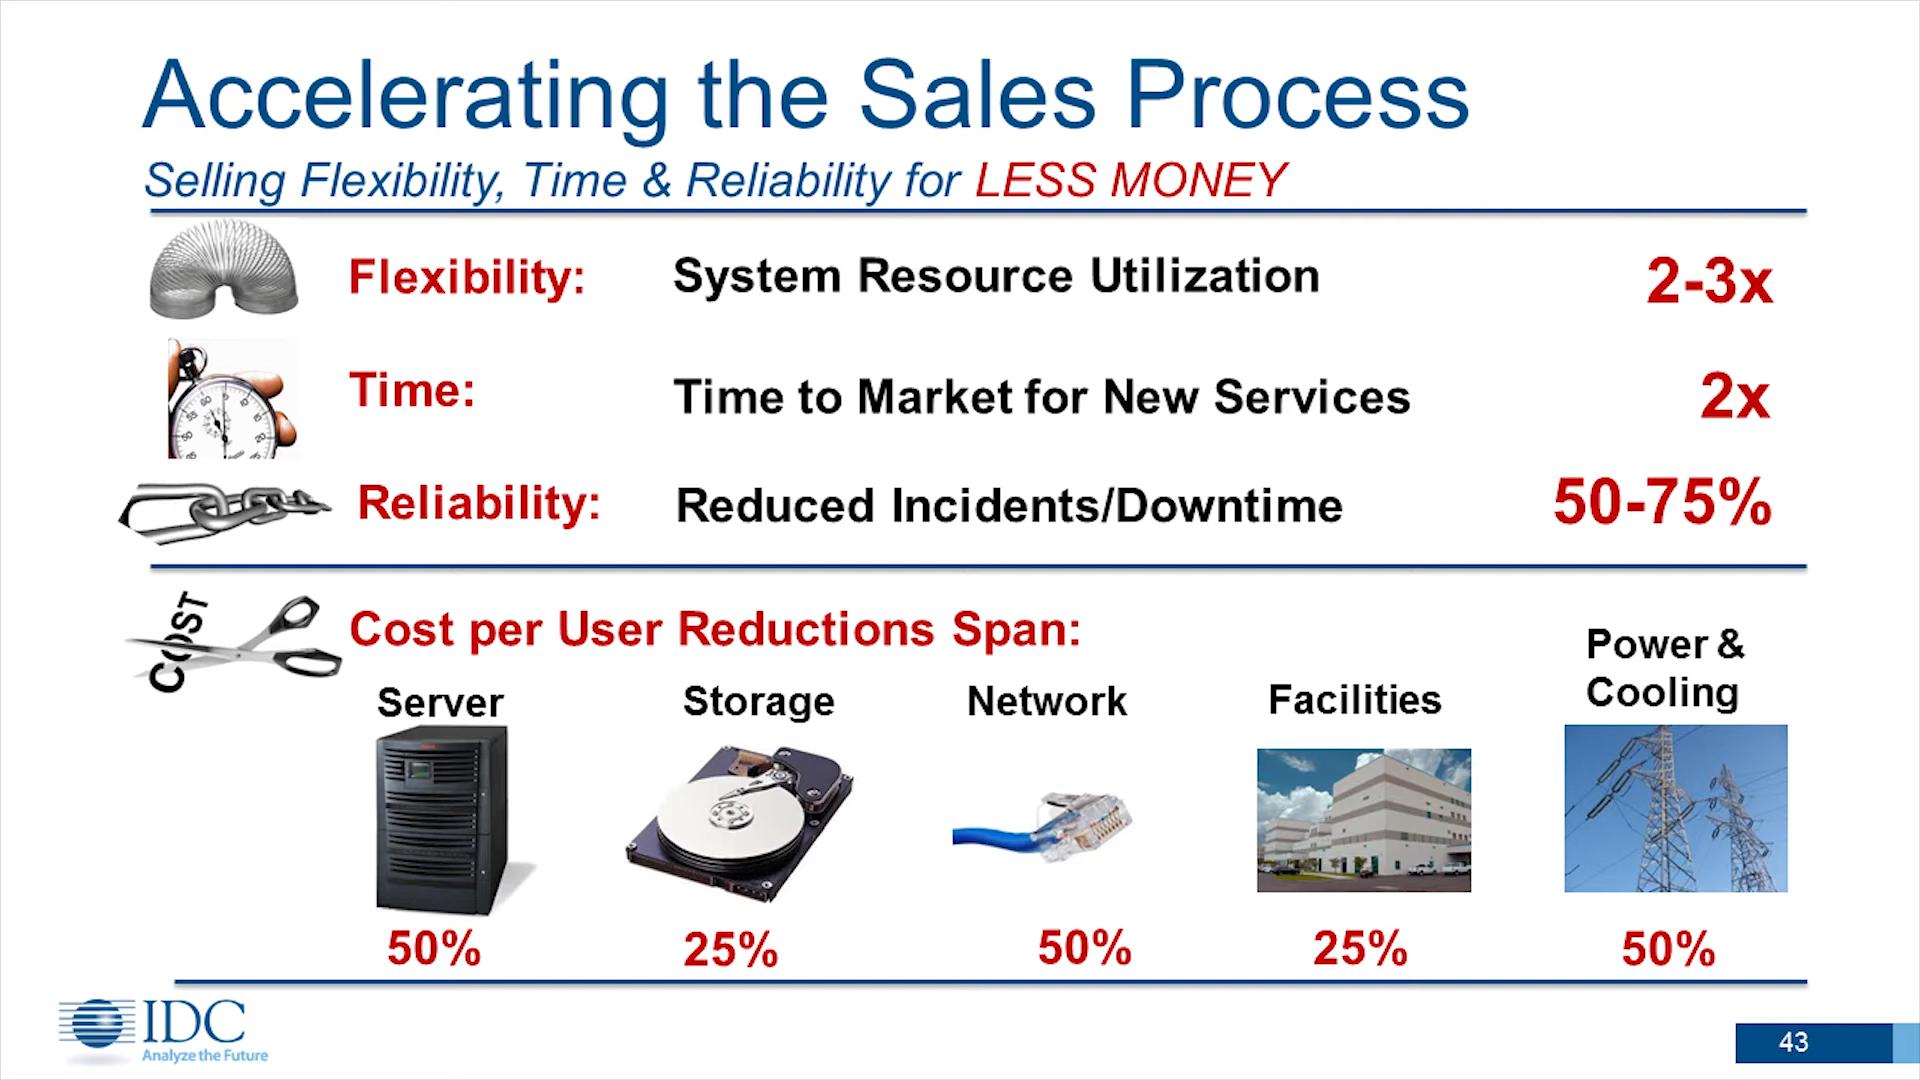 Accelerating the Sales Process
Selling Flexibility, Time & Reliability for LESS MONEY
Flexibility: System Resource Utilization 2-3x
Time: Time to Market for New Services 2x
Reliability: Reduced Incidents/Downtime 50-75%
COST
Cost per User Reductions Span:
Server Storage Network Facilities Power & Cooling
50% 25% 50% 25% 50%
IDC
Analyze the Future
43